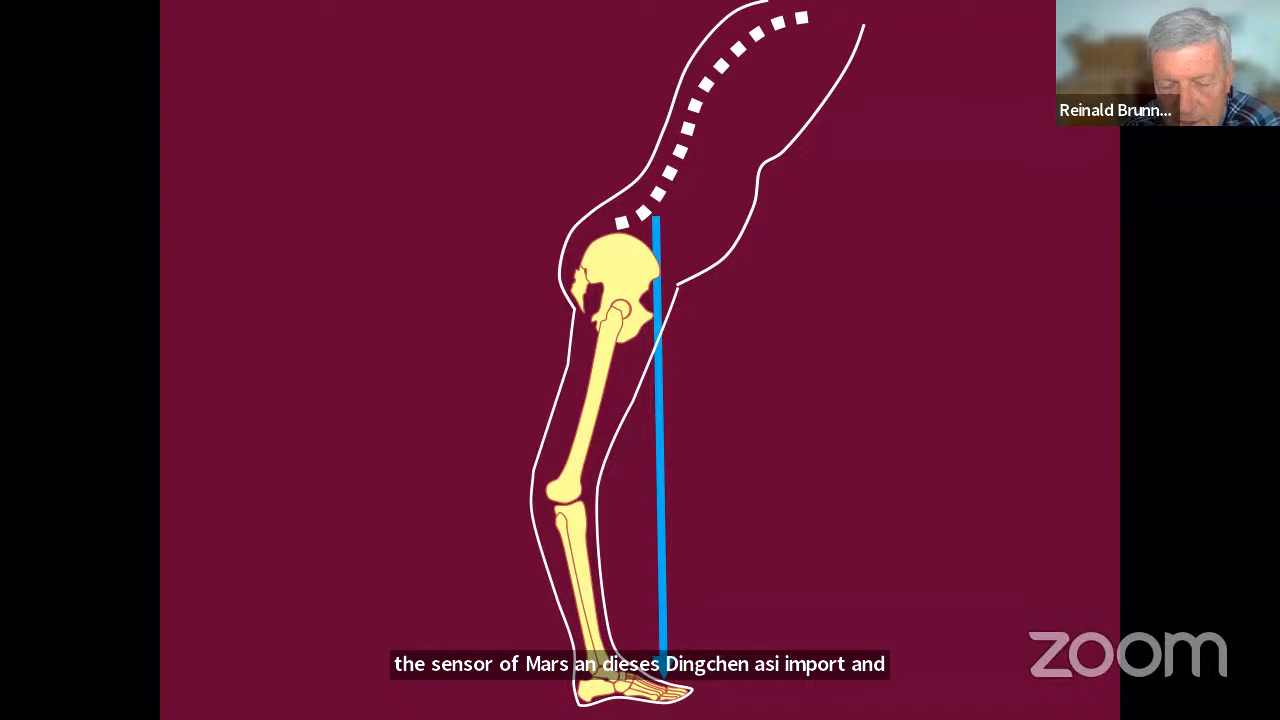 Reinald Brunn...
the sensor of Mars an dieses Dingchen asi import and
zoom